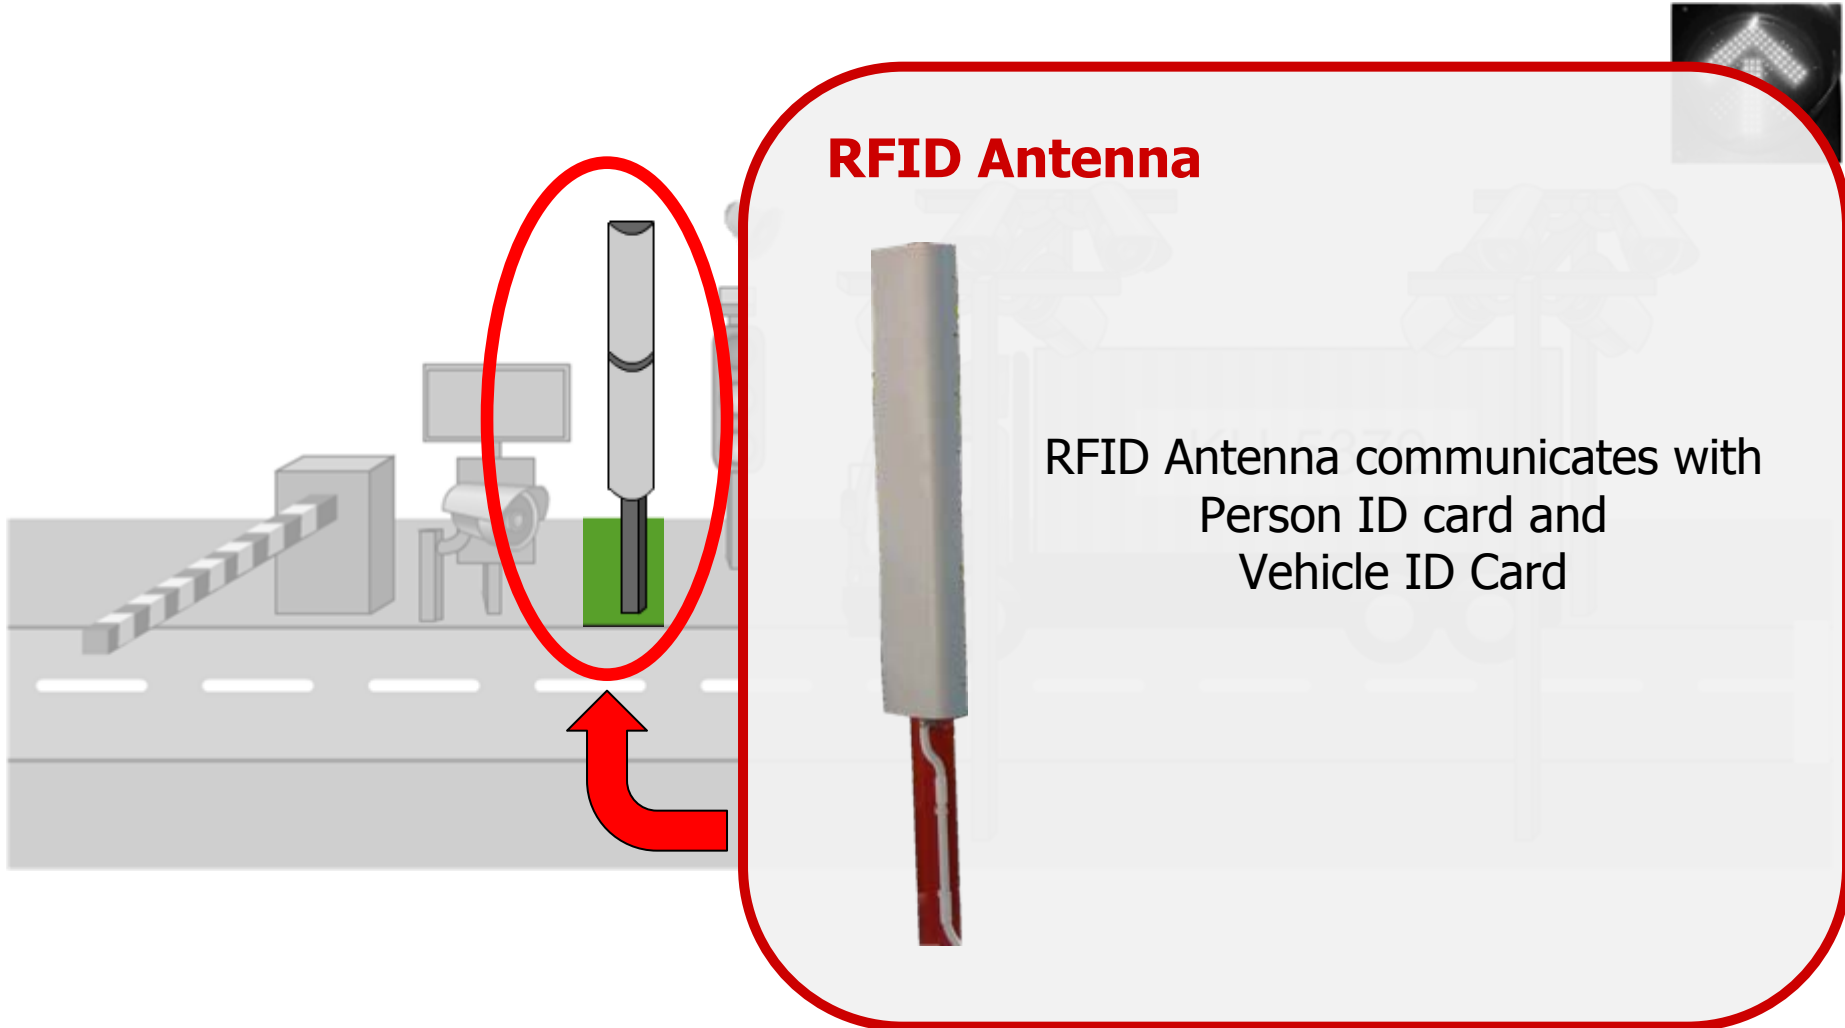 RFID Antenna
RFID Antenna communicates with
Person ID card and
Vehicle ID Card